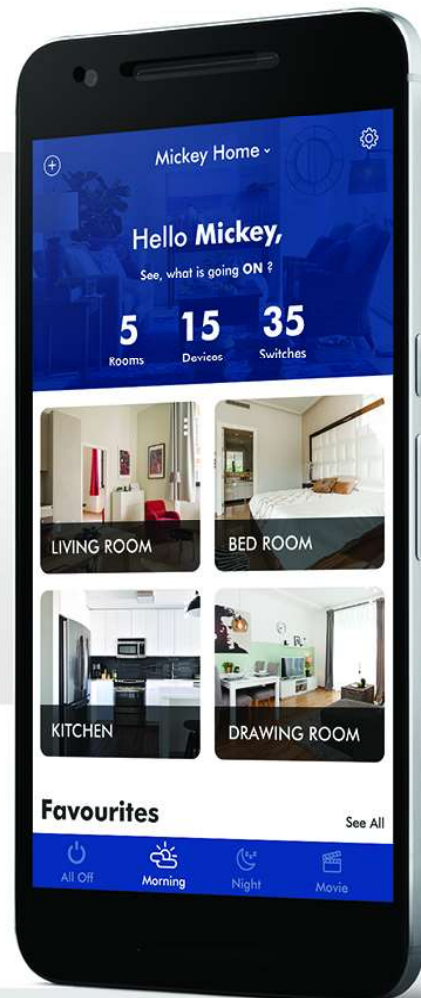 Mickey Home
Hello Mickey,
See, what is going ON ?
5 15 35
Rooms Devices Switches
LIVING ROOM BED ROOM
KITCHEN DRAWING ROOM
Favourites See All
All Off Morning Night Movie